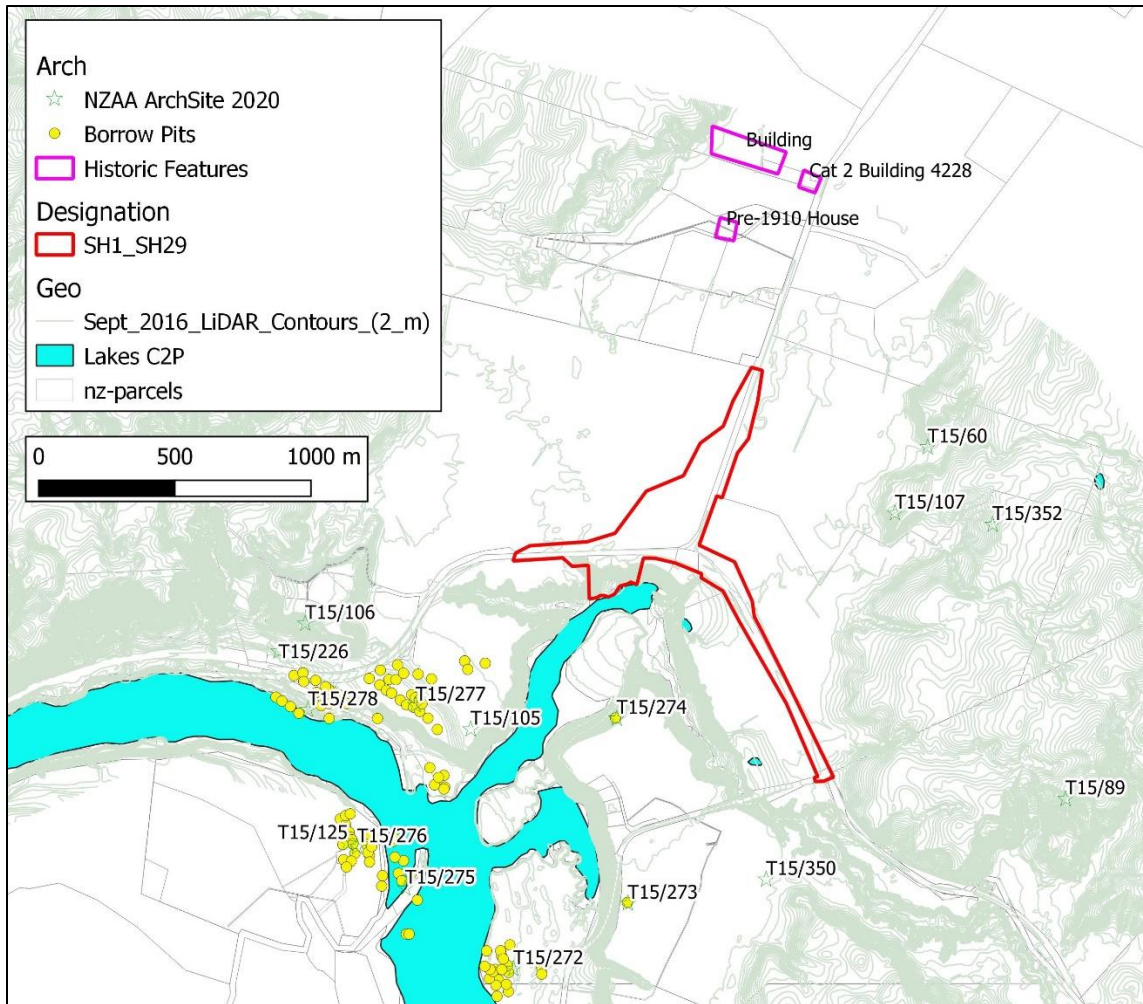 Arch
NZAA ArchSite 2020
Borrow Pits
Historic Features
Designation
SH1_SH29
Geo
Sept_2016_LiDAR_Contours_(2_m)
Lakes C2P
nz-parcels
0 500 1000 m
Building
Cat 2 Building 4228
Pre-1910 House
T15/60
T15/107
T15/352
T15/106
T15/226
T15/278
T15/277
T15/105
T15/274
T15/89
T15/125
T15/276
T15/275
T15/350
T15/273
T15/272